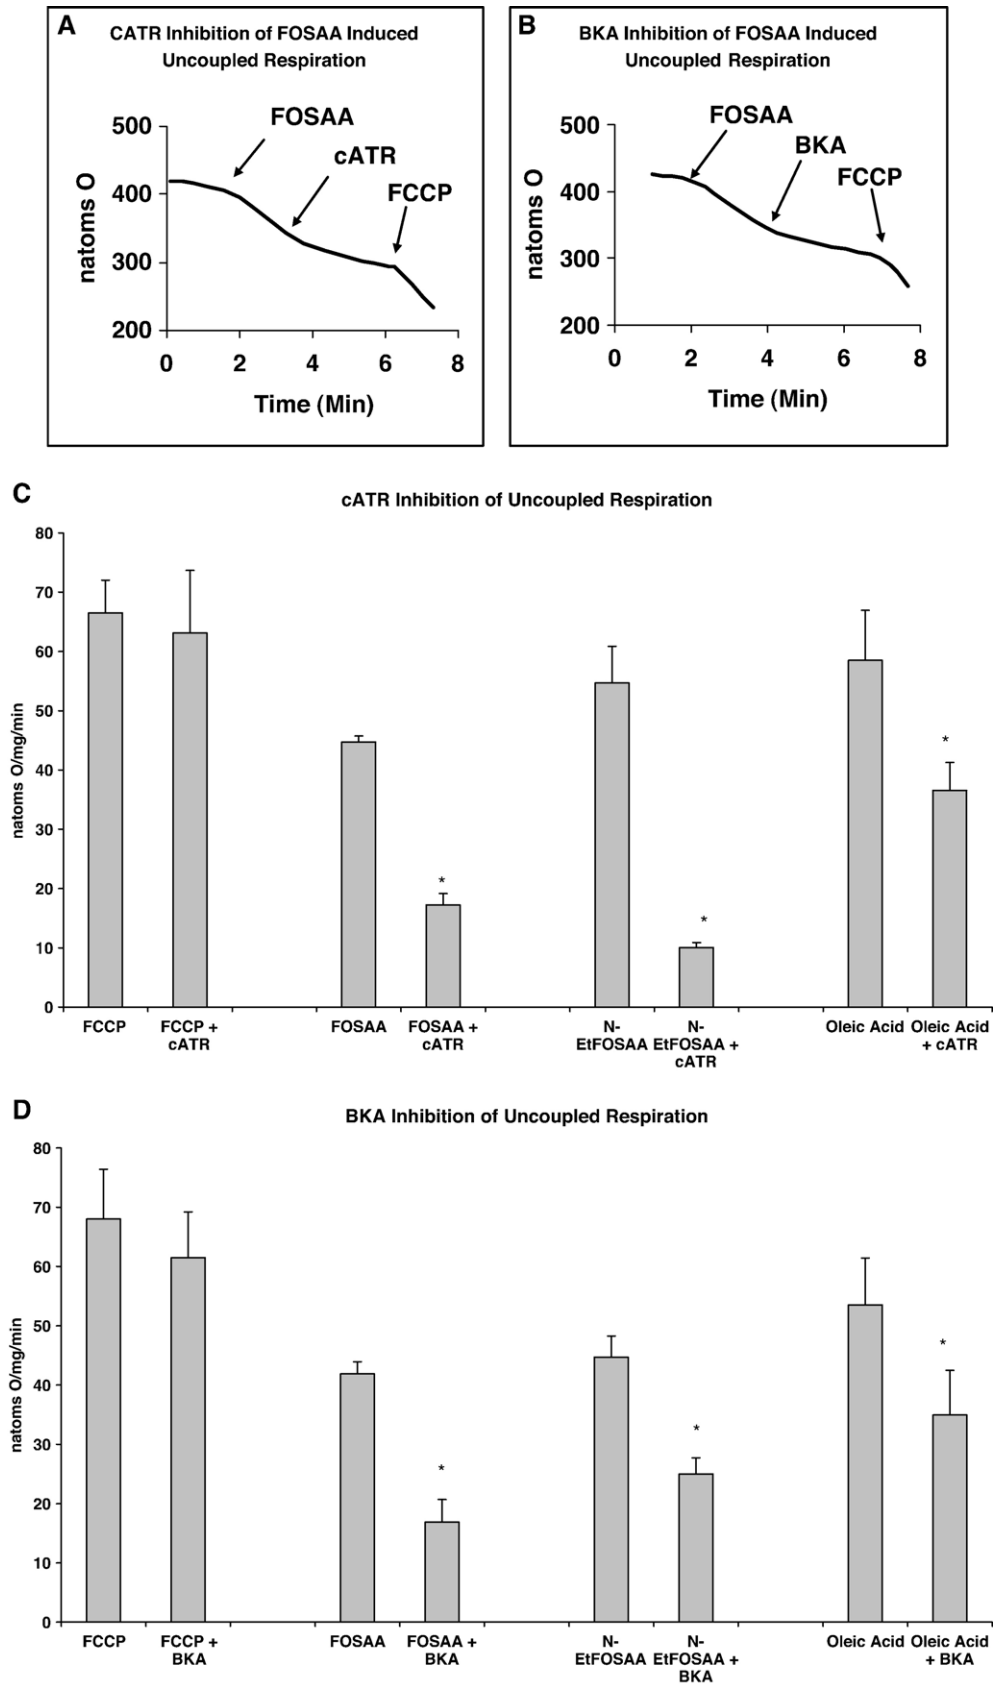 A
CATR Inhibition of FOSAA Induced
Uncoupled Respiration
FOSAA
cATR
FCCP
natoms O
500
400
300
200
0 2 4 6 8
Time (Min)
B
BKA Inhibition of FOSAA Induced
Uncoupled Respiration
FOSAA
BKA
FCCP
natoms O
500
400
300
200
0 2 4 6 8
Time (Min)
C
cATR Inhibition of Uncoupled Respiration
natoms O/mg/min
80
70
60
50
40
30
20
10
0
* * *
FCCP FCCP + FOSAA FOSAA + N- N- Oleic Acid Oleic Acid
cATR cATR EtFOSAA EtFOSAA + + cATR
cATR
D
BKA Inhibition of Uncoupled Respiration
natoms O/mg/min
80
70
60
50
40
30
20
10
0
* * *
FCCP FCCP + FOSAA FOSAA + N- N- Oleic Acid Oleic Acid
BKA BKA EtFOSAA EtFOSAA + + BKA
BKA